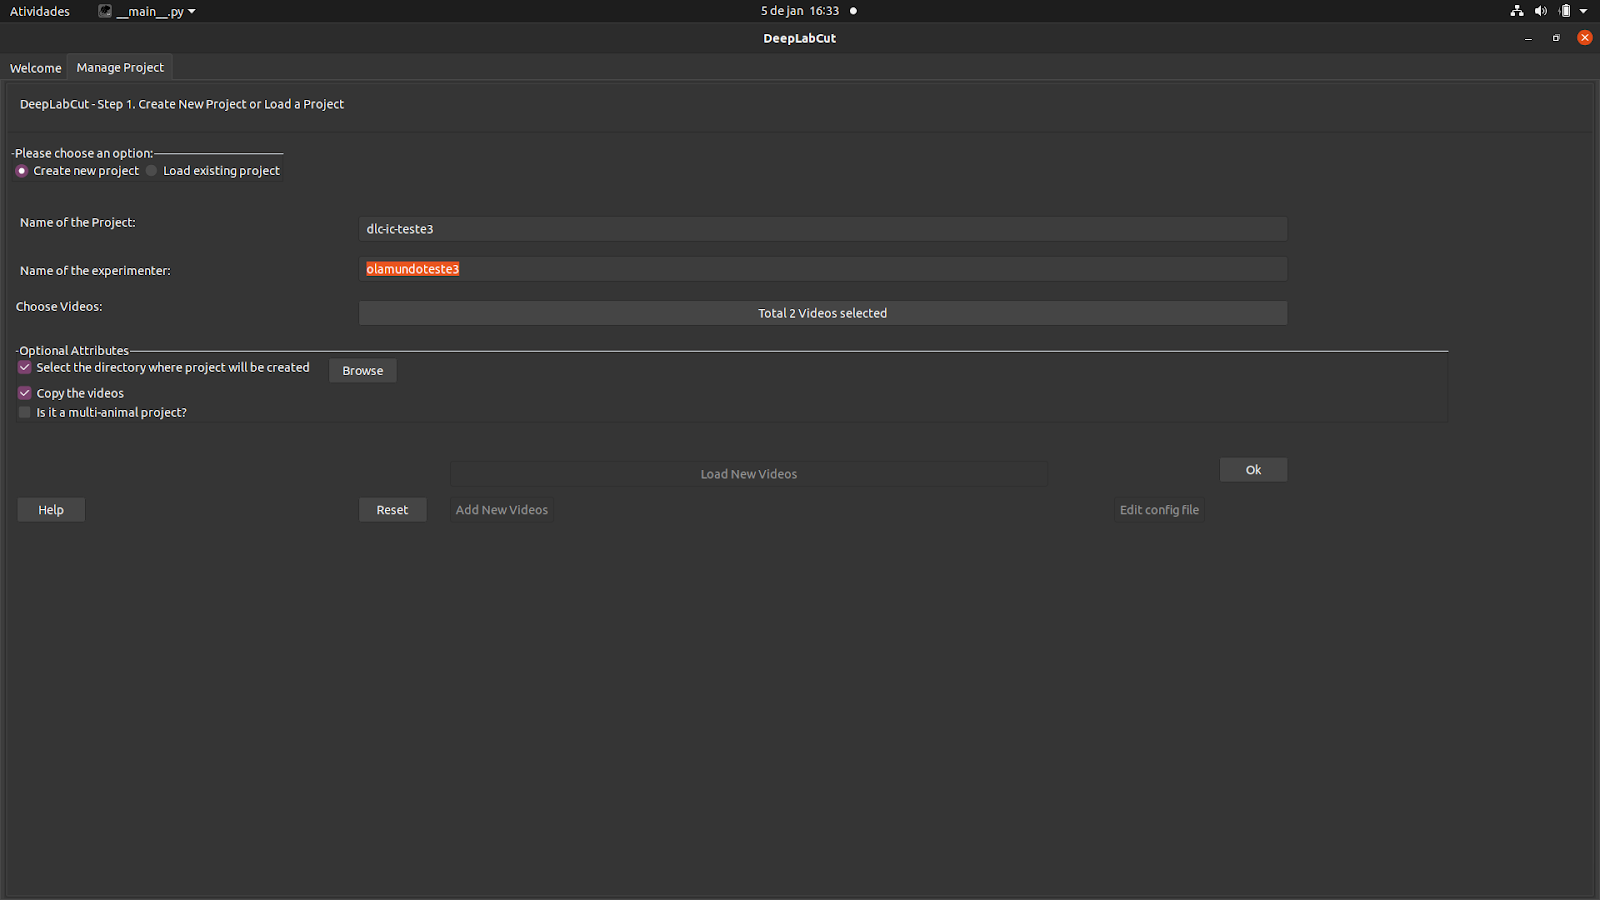 Atividades __main__.py 5 de jan 16:33
DeepLabCut
Welcome Manage Project
DeepLabCut - Step 1. Create New Project or Load a Project
Please choose an option:
Create new project Load existing project
Name of the Project: dlc-ic-teste3
Name of the experimenter: olamundoteste3
Choose Videos: Total 2 Videos selected
Optional Attributes
Select the directory where project will be created Browse
Copy the videos
Is it a multi-animal project?
Load New Videos Ok
Help Reset Add New Videos Edit config file